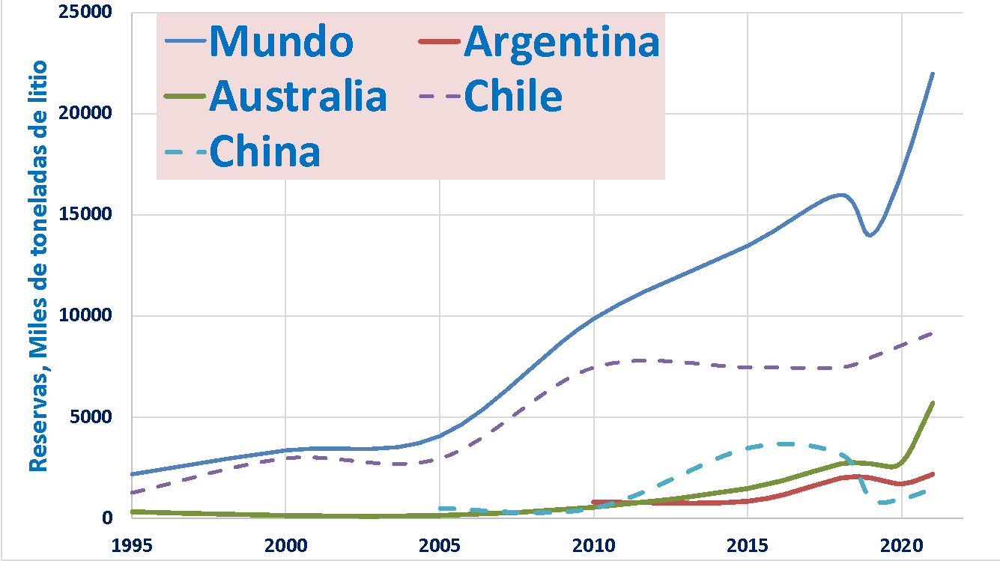 Reservas, Miles de toneladas de litio
25000
20000
15000
10000
5000
0
Mundo Argentina
Australia Chile
China
1995 2000 2005 2010 2015 2020